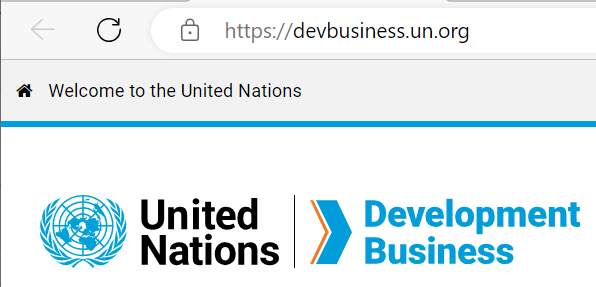 https://devbusiness.un.org
Welcome to the United Nations
United Nations
Development Business